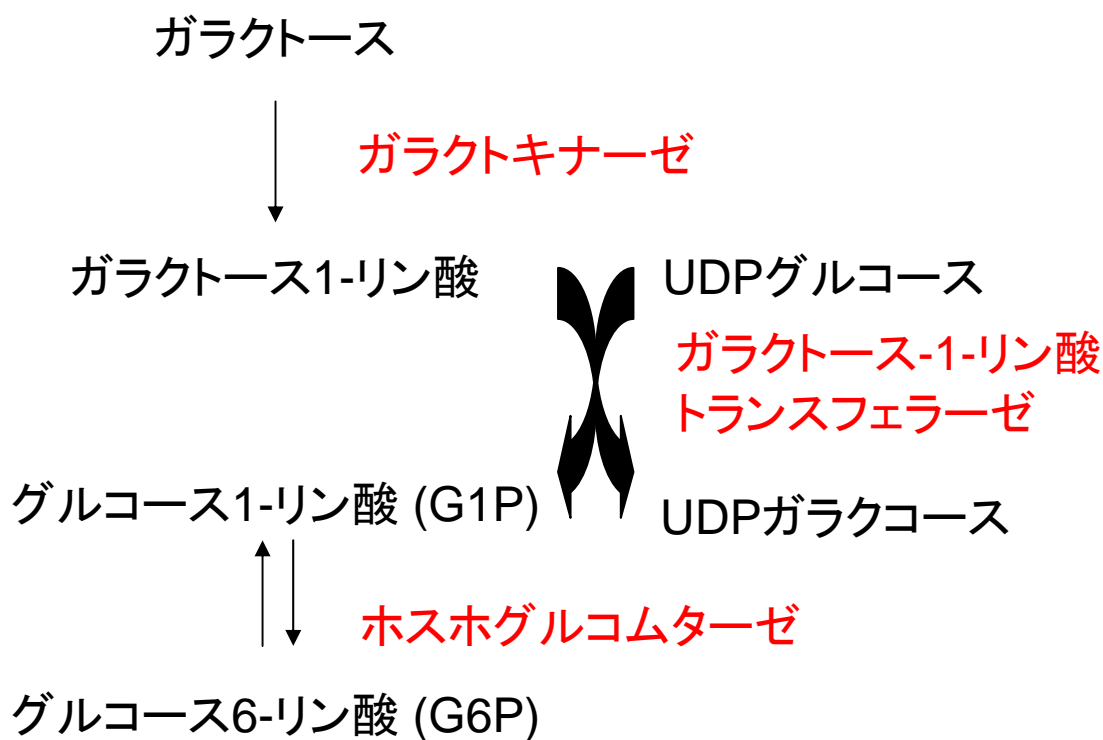 ガラクトース
ガラクトキナーゼ
ガラクトース1-リン酸
UDPグルコース
ガラクトース-1-リン酸
トランスフェラーゼ
グルコース1-リン酸 (G1P)
UDPガラクコース
ホスホグルコムターゼ
グルコース6-リン酸 (G6P)